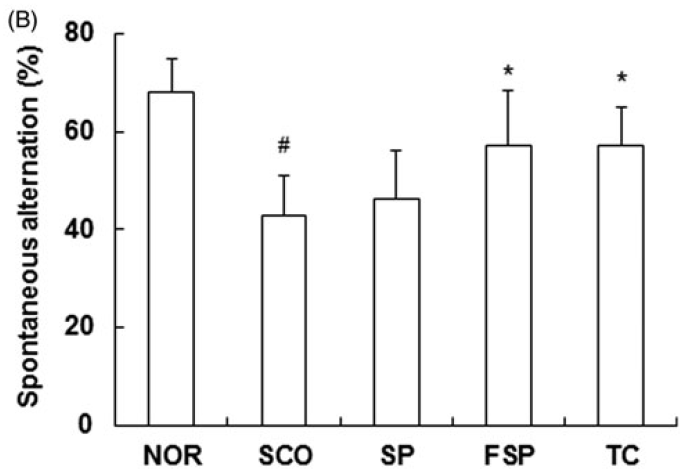 (B)
Spontaneous alternation (%)
80
60
40
20
0
#
*
*
NOR SCO SP FSP TC